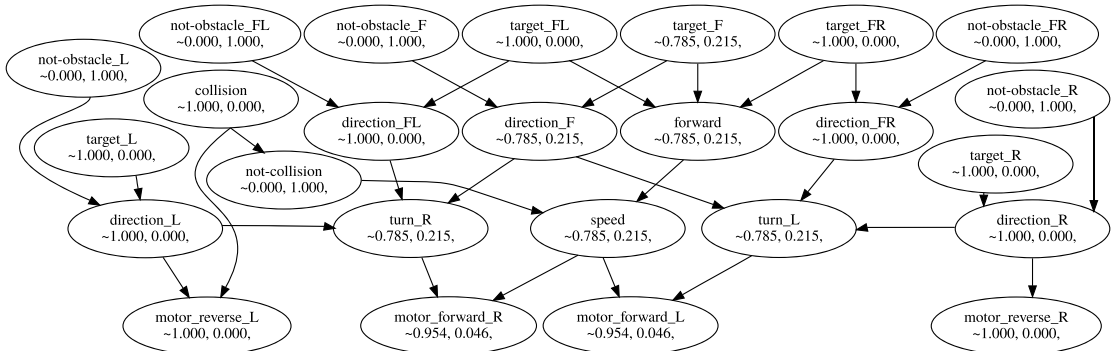 not-obstacle_FL
~0.000, 1.000,
not-obstacle_F
~0.000, 1.000,
target_FL
~1.000, 0.000,
target_F
~0.785, 0.215,
target_FR
~1.000, 0.000,
not-obstacle_FR
~0.000, 1.000,
not-obstacle_L
~0.000, 1.000,
collision
~1.000, 0.000,
not-obstacle_R
~0.000, 1.000,
direction_FL
~1.000, 0.000,
direction_F
~0.785, 0.215,
forward
~0.785, 0.215,
direction_FR
~1.000, 0.000,
target_L
~1.000, 0.000,
target_R
~1.000, 0.000,
not-collision
~0.000, 1.000,
direction_L
~1.000, 0.000,
turn_R
~0.785, 0.215,
speed
~0.785, 0.215,
turn_L
~0.785, 0.215,
direction_R
~1.000, 0.000,
motor_reverse_L
~1.000, 0.000,
motor_forward_R
~0.954, 0.046,
motor_forward_L
~0.954, 0.046,
motor_reverse_R
~1.000, 0.000,